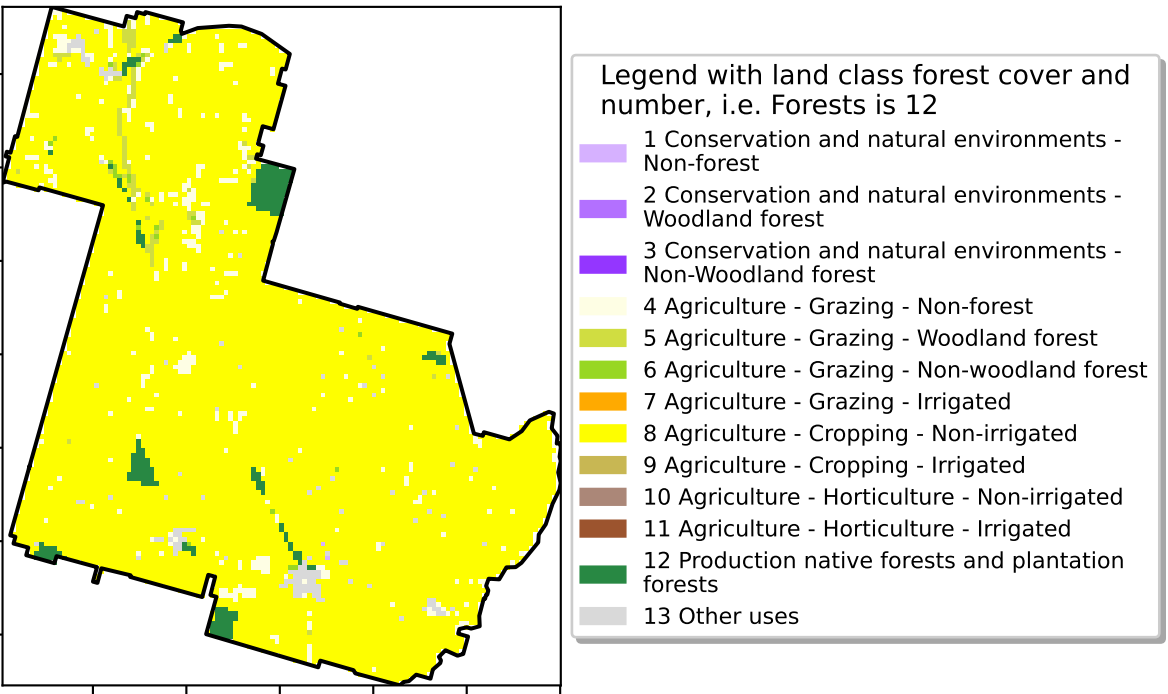 Legend with land class forest cover and
number, i.e. Forests is 12
1 Conservation and natural environments -
Non-forest
2 Conservation and natural environments -
Woodland forest
3 Conservation and natural environments -
Non-Woodland forest
4 Agriculture - Grazing - Non-forest
5 Agriculture - Grazing - Woodland forest
6 Agriculture - Grazing - Non-woodland forest
7 Agriculture - Grazing - Irrigated
8 Agriculture - Cropping - Non-irrigated
9 Agriculture - Cropping - Irrigated
10 Agriculture - Horticulture - Non-irrigated
11 Agriculture - Horticulture - Irrigated
12 Production native forests and plantation
forests
13 Other uses